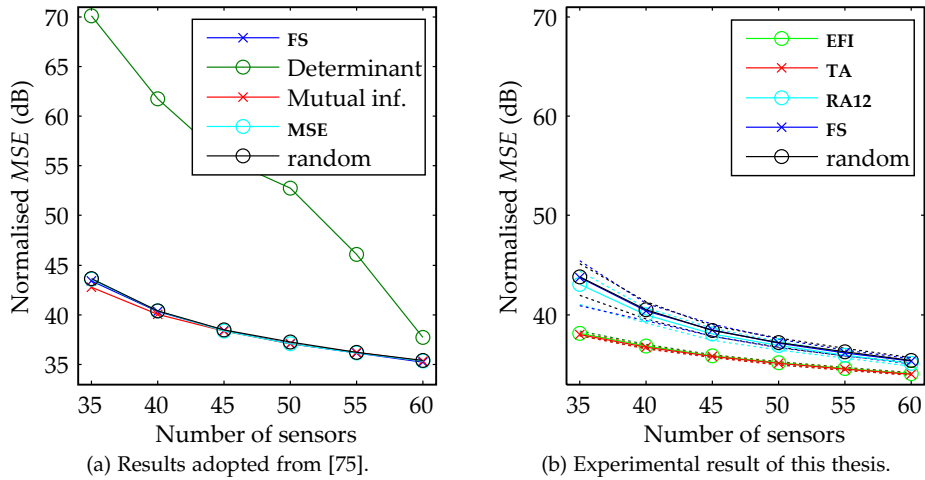 70
65
60
55
50
45
40
35
Normalised MSE (dB)
FS
Determinant
Mutual inf.
MSE
random
35 40 45 50 55 60
Number of sensors
(a) Results adopted from [75].
70
60
50
40
Normalised MSE (dB)
EFI
TA
RA12
FS
random
35 40 45 50 55 60
Number of sensors
(b) Experimental result of this thesis.